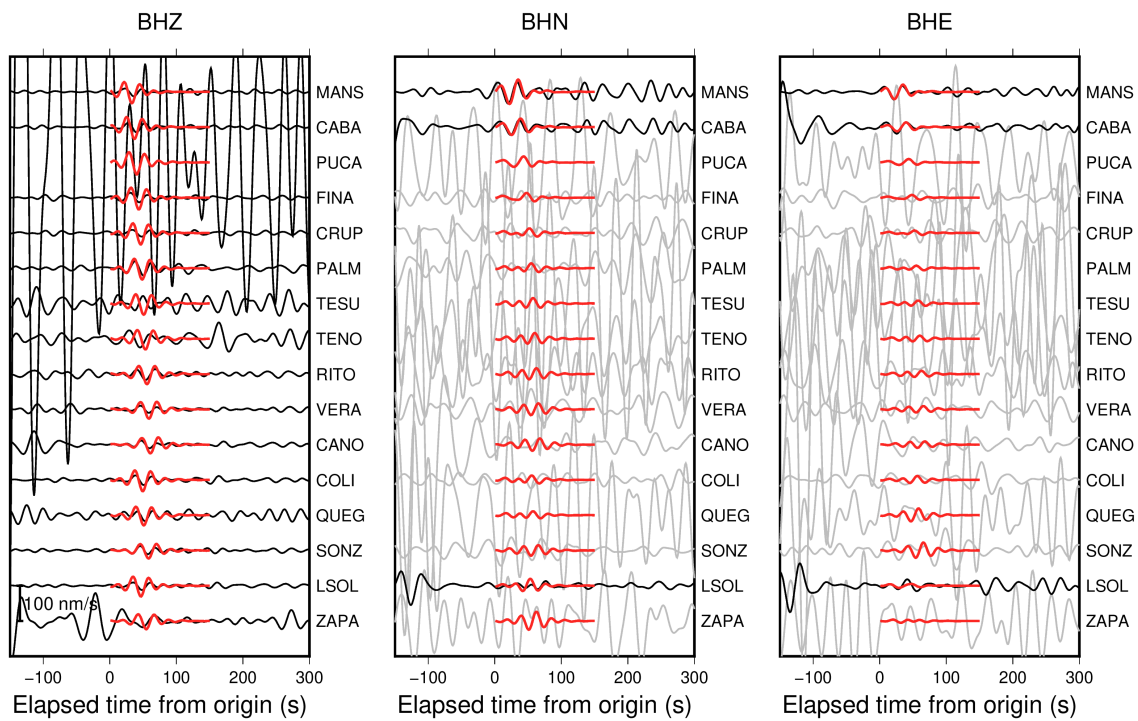 BHZ
BHN
BHE
MANS
CABA
PUCA
FINA
CRUP
PALM
TESU
TENO
RITO
VERA
CANO
COLI
QUEG
SONZ
LSOL
ZAPA
100 nm/s
−100 0 100 200 300
Elapsed time from origin (s)
MANS
CABA
PUCA
FINA
CRUP
PALM
TESU
TENO
RITO
VERA
CANO
COLI
QUEG
SONZ
LSOL
ZAPA
−100 0 100 200 300
Elapsed time from origin (s)
MANS
CABA
PUCA
FINA
CRUP
PALM
TESU
TENO
RITO
VERA
CANO
COLI
QUEG
SONZ
LSOL
ZAPA
−100 0 100 200 300
Elapsed time from origin (s)